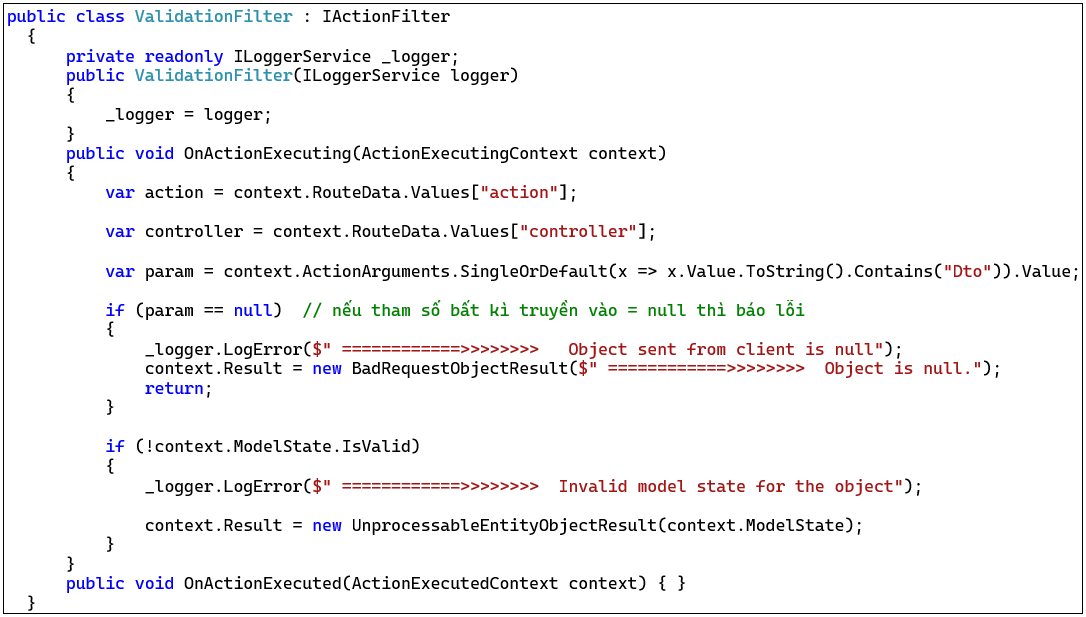 public class ValidationFilter : IActionFilter
{
private readonly ILoggerService _logger;
public ValidationFilter(ILoggerService logger)
{
_logger = logger;
}
public void OnActionExecuting(ActionExecutingContext context)
{
var action = context.RouteData.Values["action"];
var controller = context.RouteData.Values["controller"];
var param = context.ActionArguments.SingleOrDefault(x => x.Value.ToString().Contains("Dto")).Value;
if (param == null)  // nếu tham số bất kì truyền vào = null thì báo lỗi
{
_logger.LogError($" ============>>>>>>>>   Object sent from client is null");
context.Result = new BadRequestObjectResult($" ============>>>>>>>>  Object is null.");
return;
}
if (!context.ModelState.IsValid)
{
_logger.LogError($" ============>>>>>>>>  Invalid model state for the object");
context.Result = new UnprocessableEntityObjectResult(context.ModelState);
}
}
public void OnActionExecuted(ActionExecutedContext context) { }
}